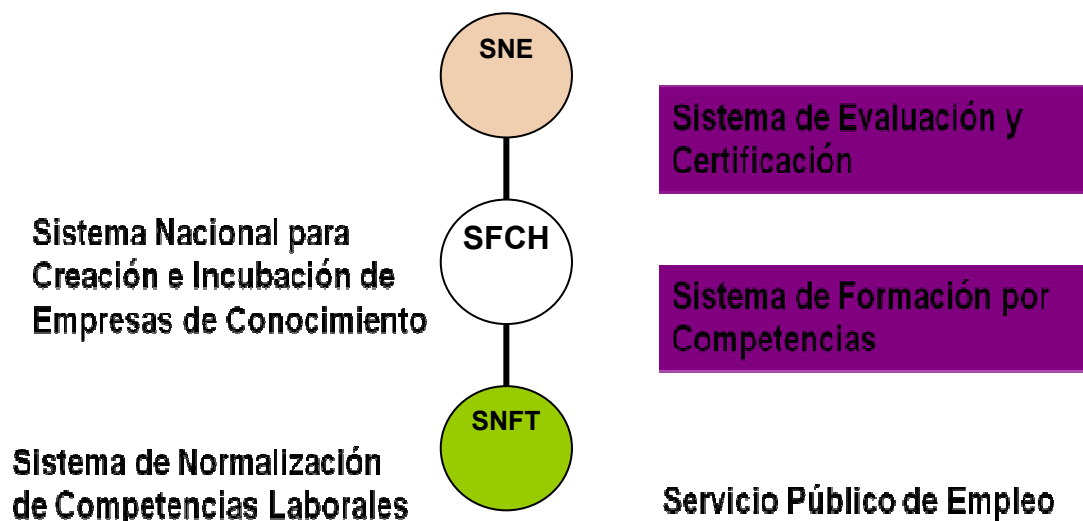 SNE
Sistema de Evaluación y
Certificación
Sistema Nacional para
Creación e Incubación de
Empresas de Conocimiento
SFCH
Sistema de Formación por
Competencias
SNFT
Sistema de Normalización
de Competencias Laborales
Servicio Público de Empleo